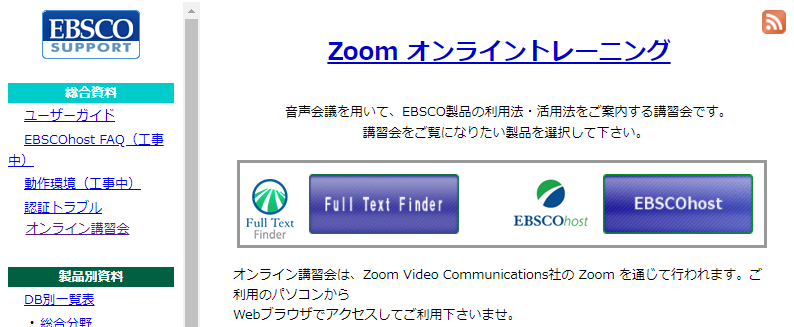 EBSCO
SUPPORT
総合資料
ユーザーガイド
EBSCOhost FAQ（工事
中）
動作環境（工事中）
認証トラブル
オンライン講習会
製品別資料
DB別一覧表
・総合分野
Zoom オンライントレーニング
音声会議を用いて、EBSCO製品の利用法・活用法をご案内する講習会です。
講習会をご覧になりたい製品を選択して下さい。
Full Text
Finder
Full Text Finder
EBSCOhost
EBSCOhost
オンライン講習会は、Zoom Video Communications社の Zoom を通じて行われます。ご
利用のパソコンから
Webブラウザでアクセスしてご利用下さいませ。